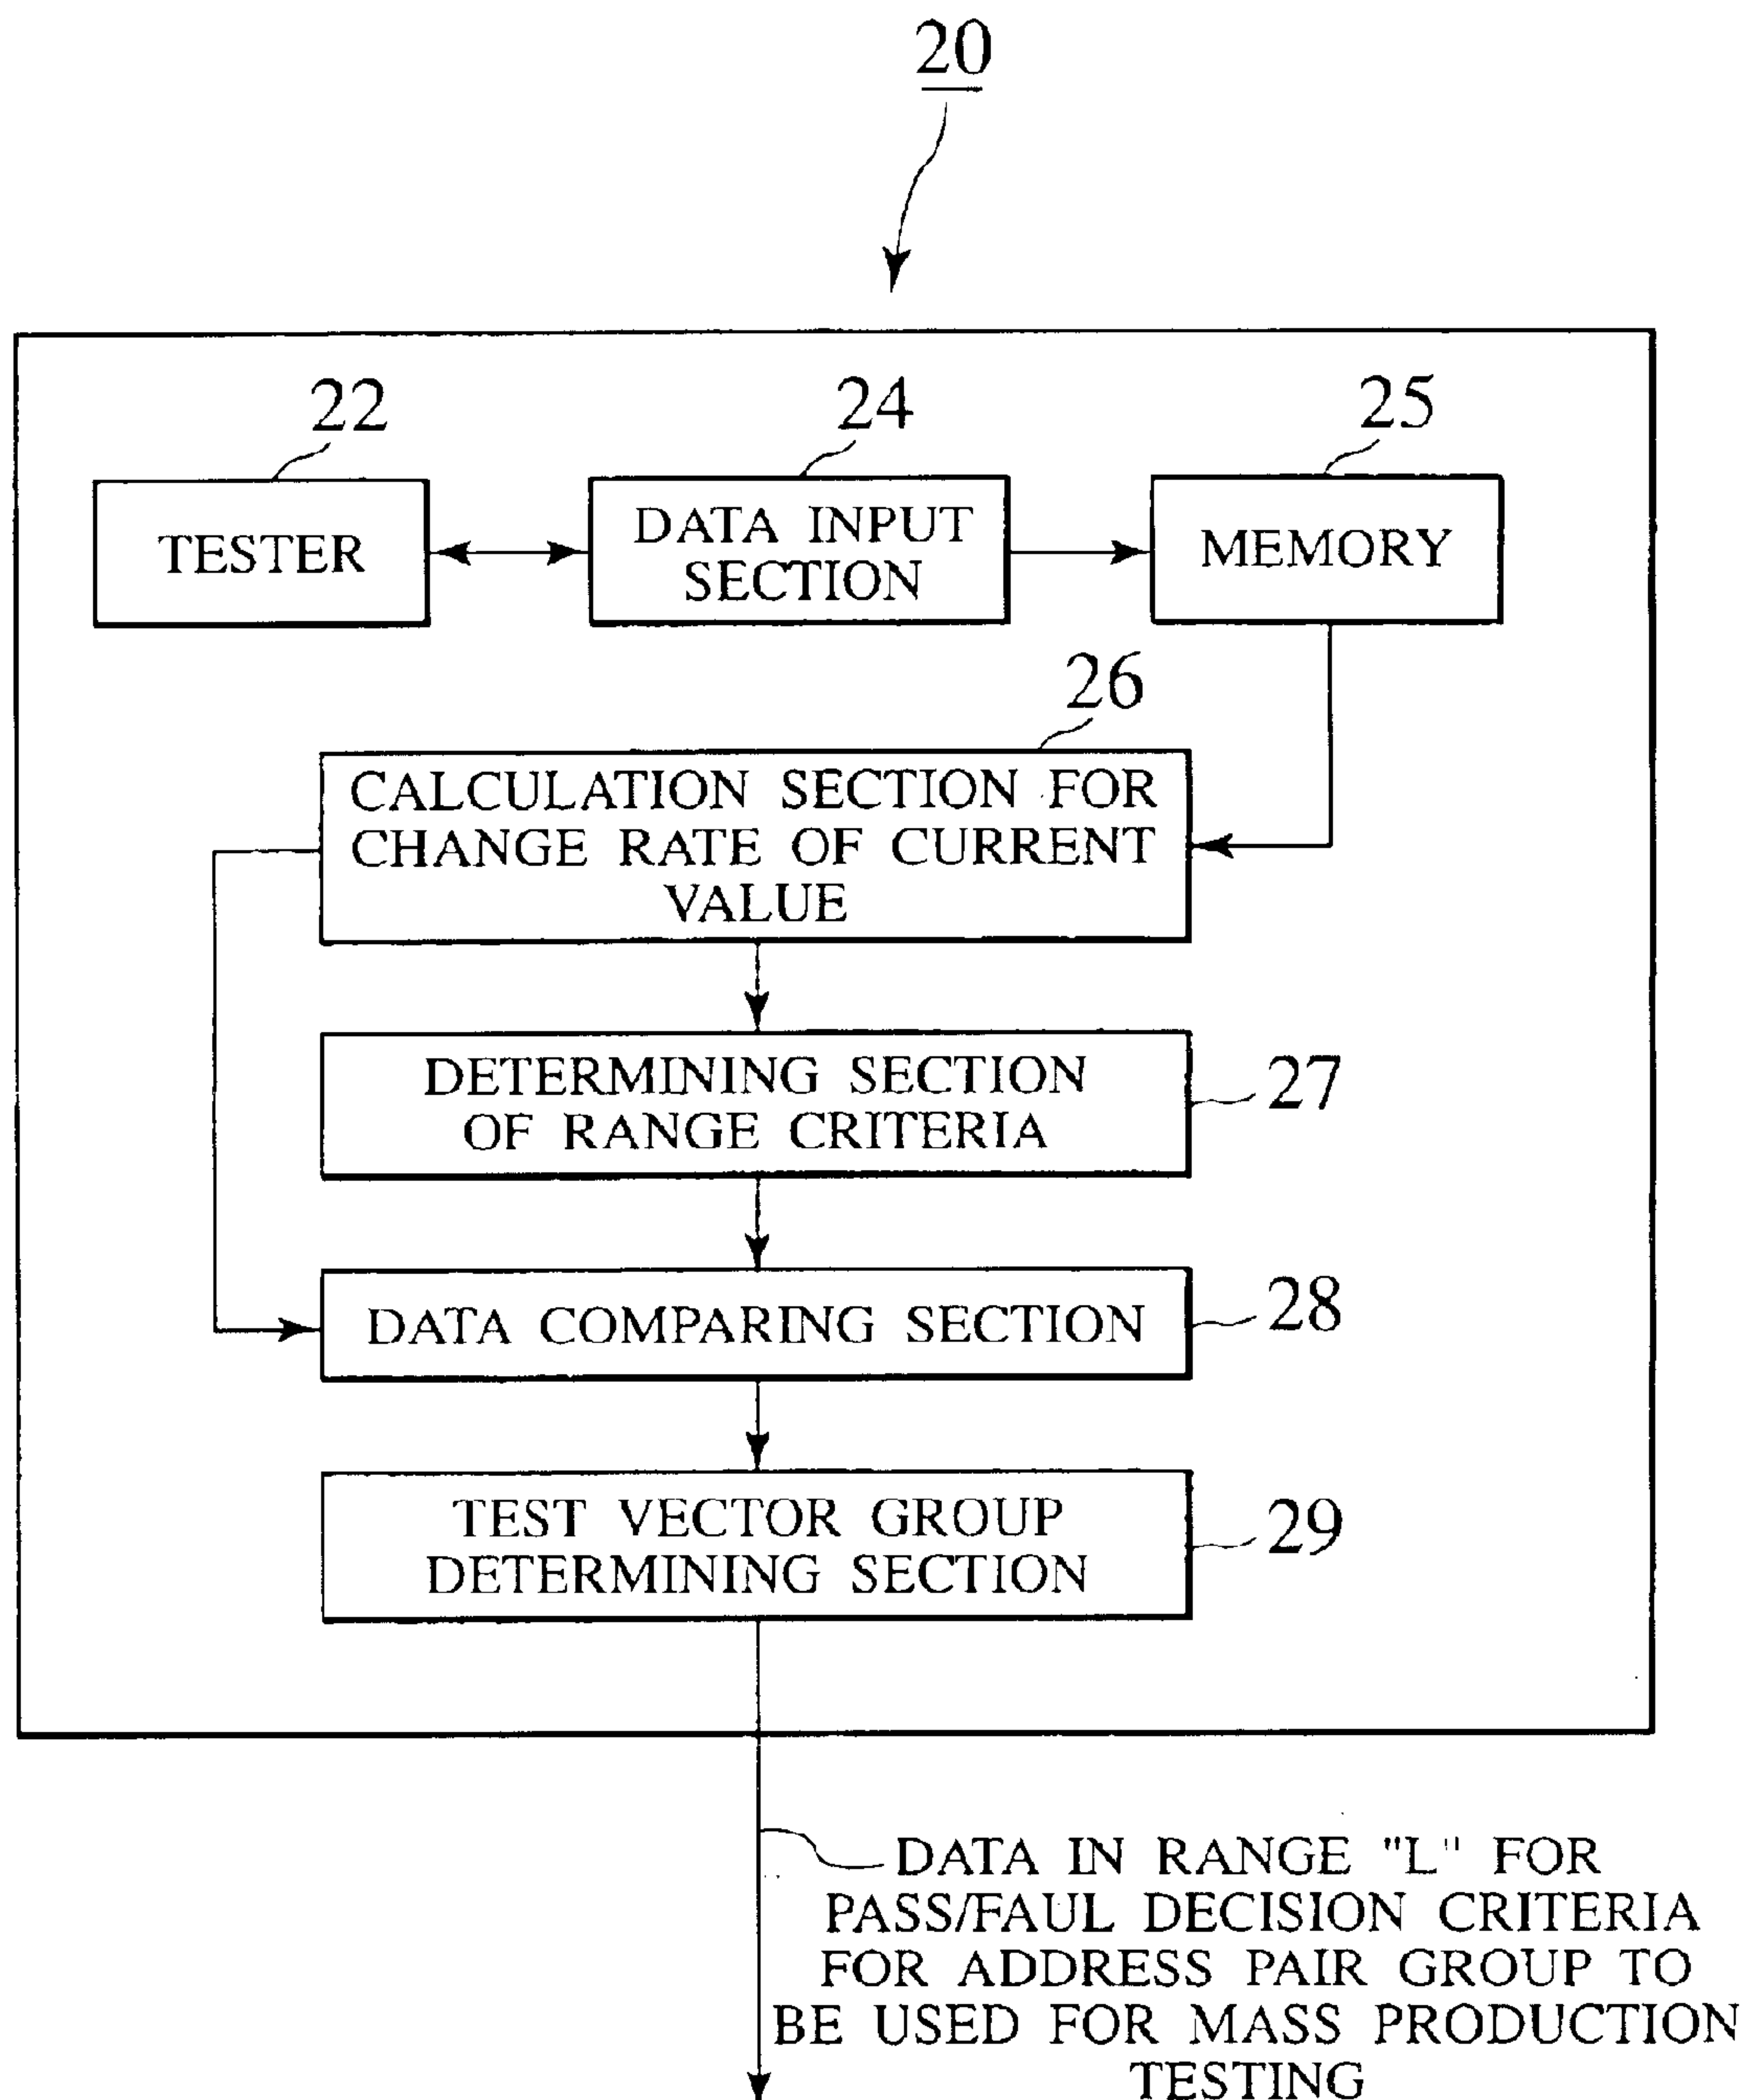 20
22
24
25
TESTER
DATA INPUT
SECTION
MEMORY
26
CALCULATION SECTION FOR
CHANGE RATE OF CURRENT
VALUE
DETERMINING SECTION
OF RANGE CRITERIA
27
DATA COMPARING SECTION
28
TEST VECTOR GROUP
DETERMINING SECTION
29
DATA IN RANGE "L" FOR
PASS/FAUL DECISION CRITERIA
FOR ADDRESS PAIR GROUP TO
BE USED FOR MASS PRODUCTION
TESTING